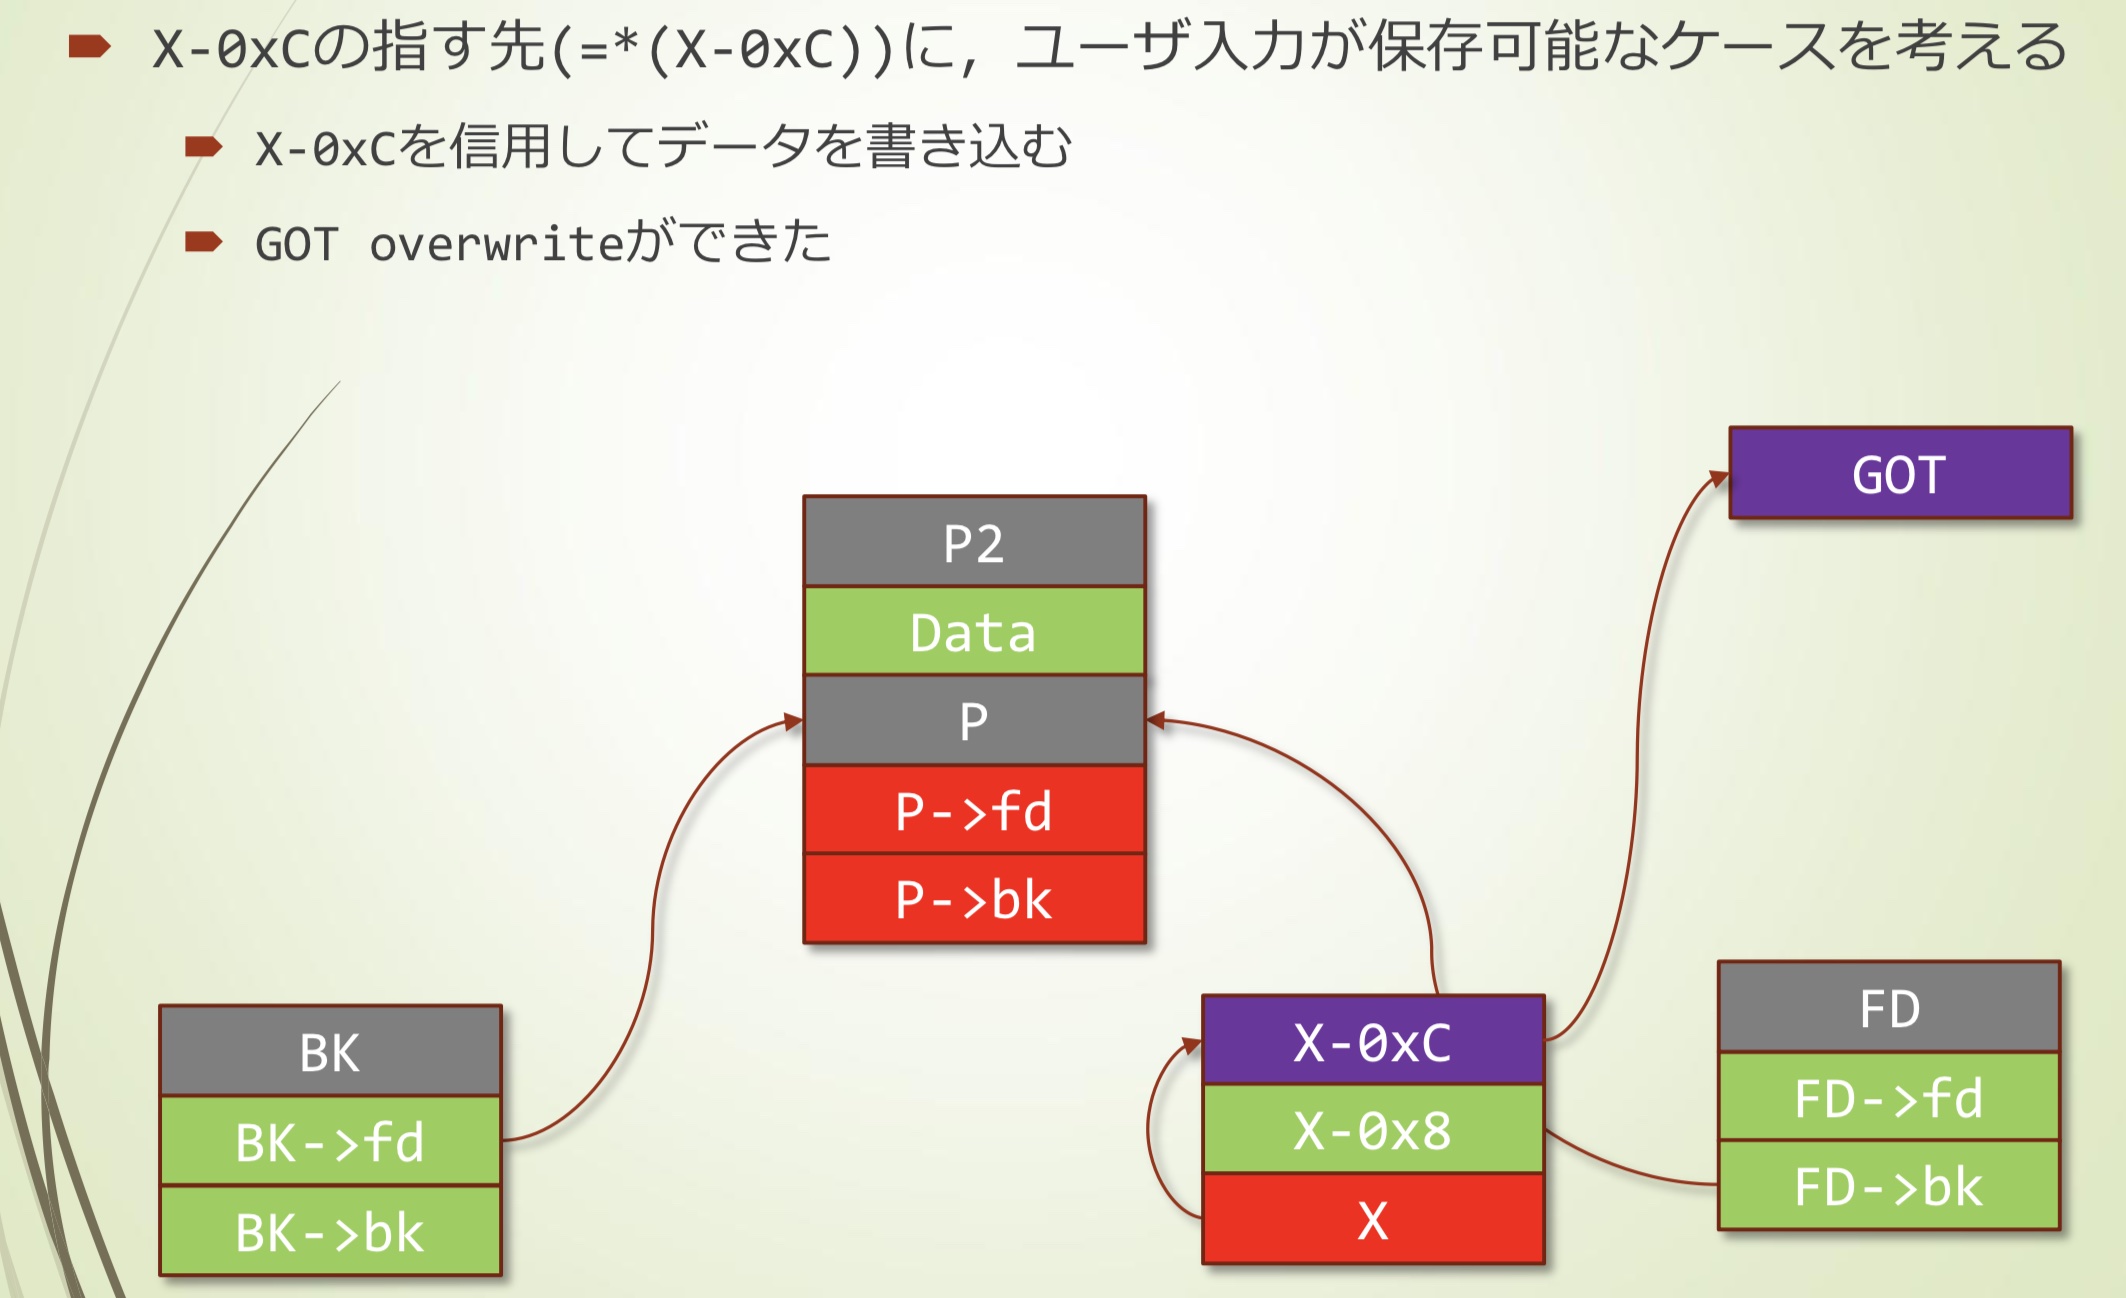 X-0xCの指す先(=*(X-0xC))に, ユーザ入力が保存可能なケースを考える
X-0xCを信用してデータを書き込む
GOT overwriteができた
GOT
P2
Data
P
P->fd
P->bk
BK
BK->fd
BK->bk
X-0xC
X-0x8
X
FD
FD->fd
FD->bk